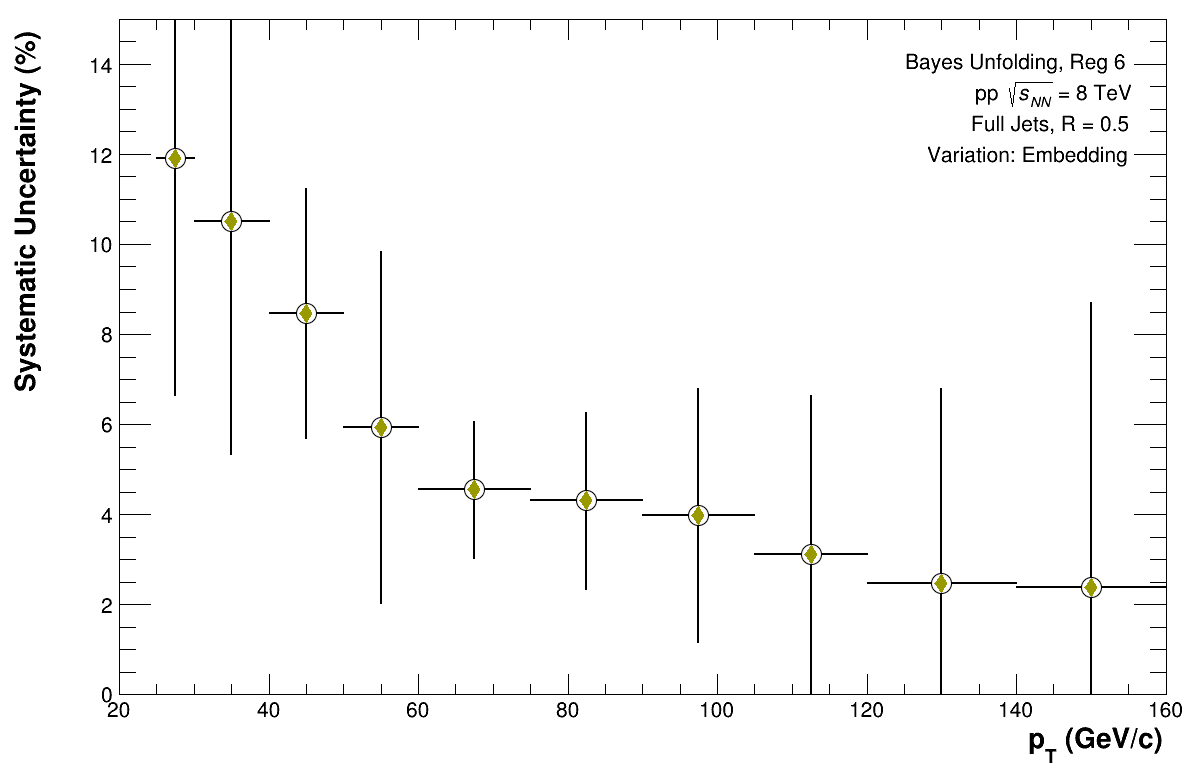 Systematic Uncertainty (%)
14
12
10
8
6
4
2
0
Bayes Unfolding, Reg 6
pp √s_NN = 8 TeV
Full Jets, R = 0.5
Variation: Embedding
20 40 60 80 100 120 140 160
p_T (GeV/c)